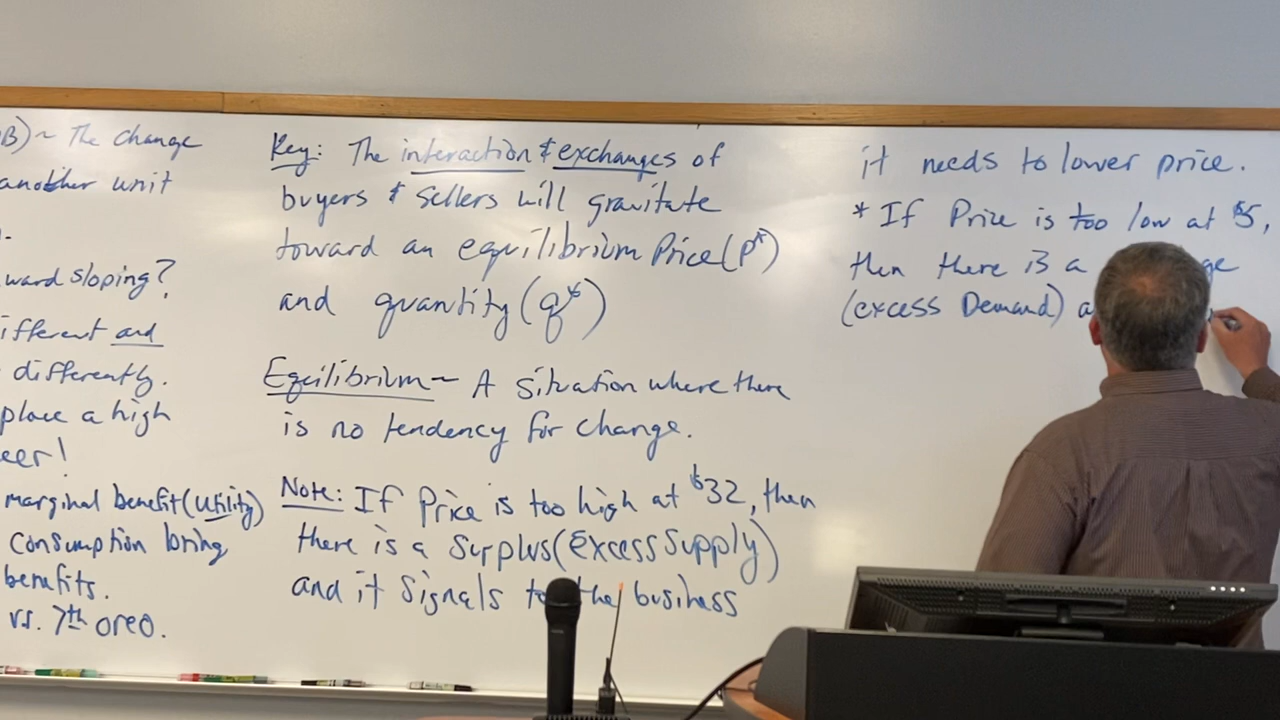 B) ~ The change
another unit
ward sloping?
ifferent and
differently.
place a high
eer!
marginal benefit (utility)
consumption bring
benefits.
vs. 7th oreo.
Key: The interaction & exchanges of
buyers & sellers will gravitate
toward an equilibrium Price (P*)
and quantity (q*)
Equilibrium ~ A situation where there
is no tendency for change.
Note: If Price is too high at $32, then
there is a surplus (excess supply)
and it signals to the business
it needs to lower price.
* If Price is too low at $5,
then there is a ge
(excess Demand) a